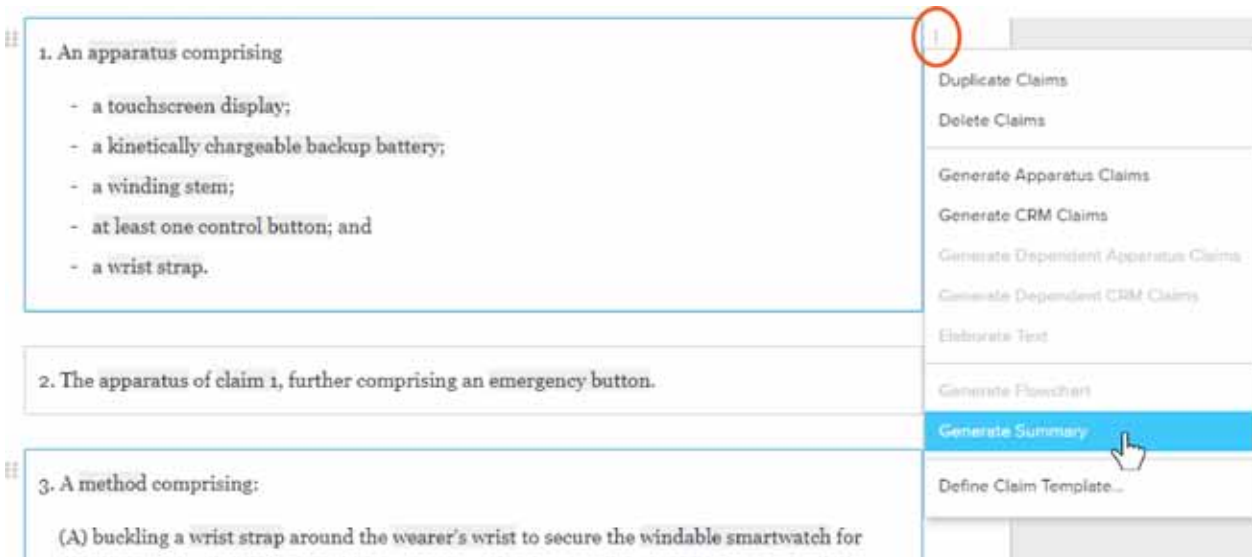 1. An apparatus comprising
- a touchscreen display;
- a kinetically chargeable backup battery;
- a winding stem;
- at least one control button; and
- a wrist strap.
2. The apparatus of claim 1, further comprising an emergency button.
3. A method comprising:
(A) buckling a wrist strap around the wearer's wrist to secure the windable smartwatch for
Duplicate Claims
Delete Claims
Generate Apparatus Claims
Generate CRM Claims
Generate Dependent Apparatus Claims
Generate Dependent CRM Claims
Elaborate Text
Generate Flowchart
Generate Summary
Define Claim Template...